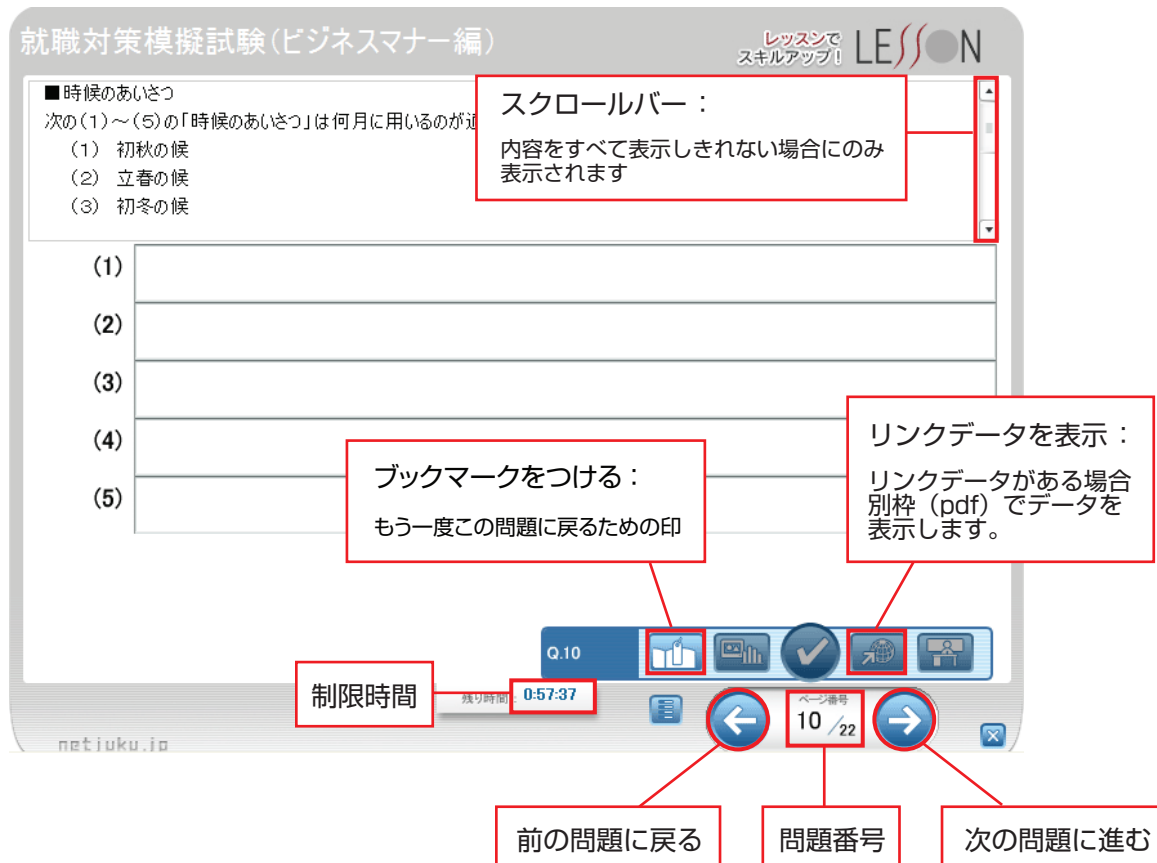 就職対策模擬試験(ビジネスマナー編)
レッスンで
スキルアップ!
LESSON
■時候のあいさつ
次の(1)~(5)の「時候のあいさつ」は何月に用いるのが
(1) 初秋の候
(2) 立春の候
(3) 初冬の候
スクロールバー:
内容をすべて表示しきれない場合にのみ
表示されます
(1)
(2)
(3)
(4)
(5)
ブックマークをつける:
もう一度この問題に戻るための印
リンクデータを表示:
リンクデータがある場合
別枠(pdf)でデータを
表示します。
Q.10
制限時間
残り時間: 0:57:37
ページ番号
10/22
netjuku.jp
前の問題に戻る
問題番号
次の問題に進む